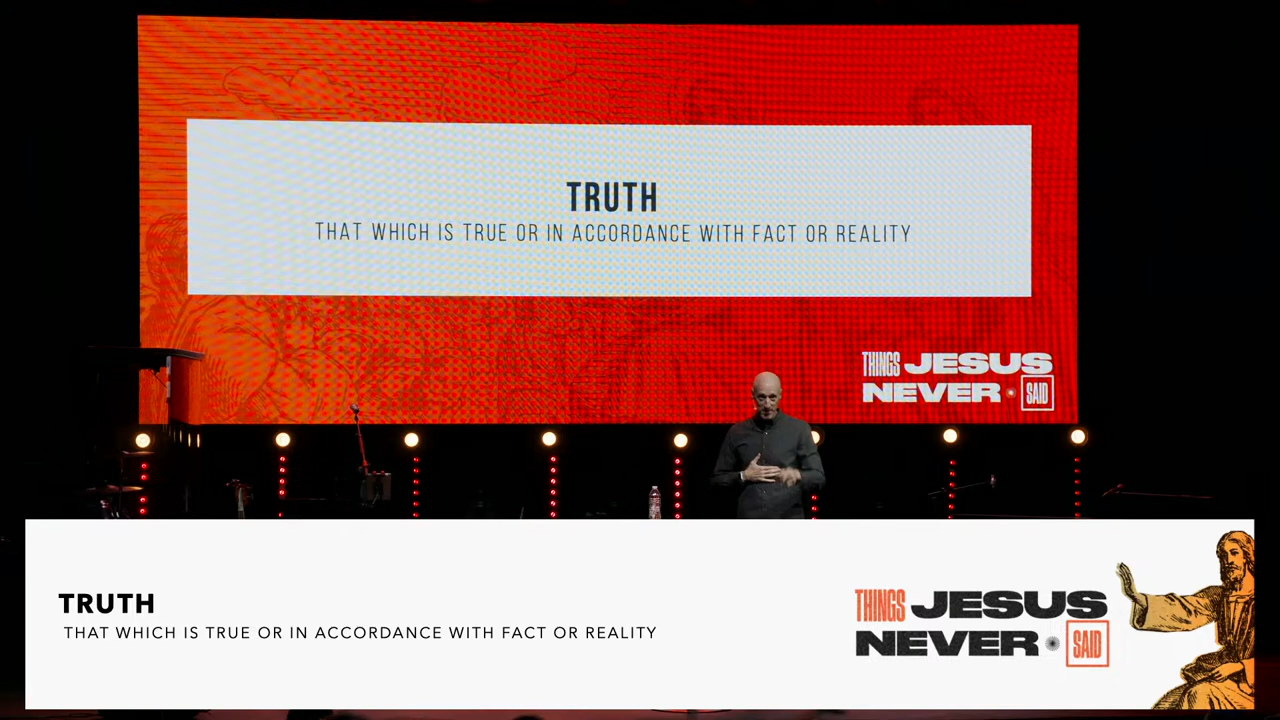 TRUTH
THAT WHICH IS TRUE OR IN ACCORDANCE WITH FACT OR REALITY
THINGS JESUS
NEVER SAID
TRUTH
THAT WHICH IS TRUE OR IN ACCORDANCE WITH FACT OR REALITY
THINGS JESUS
NEVER SAID